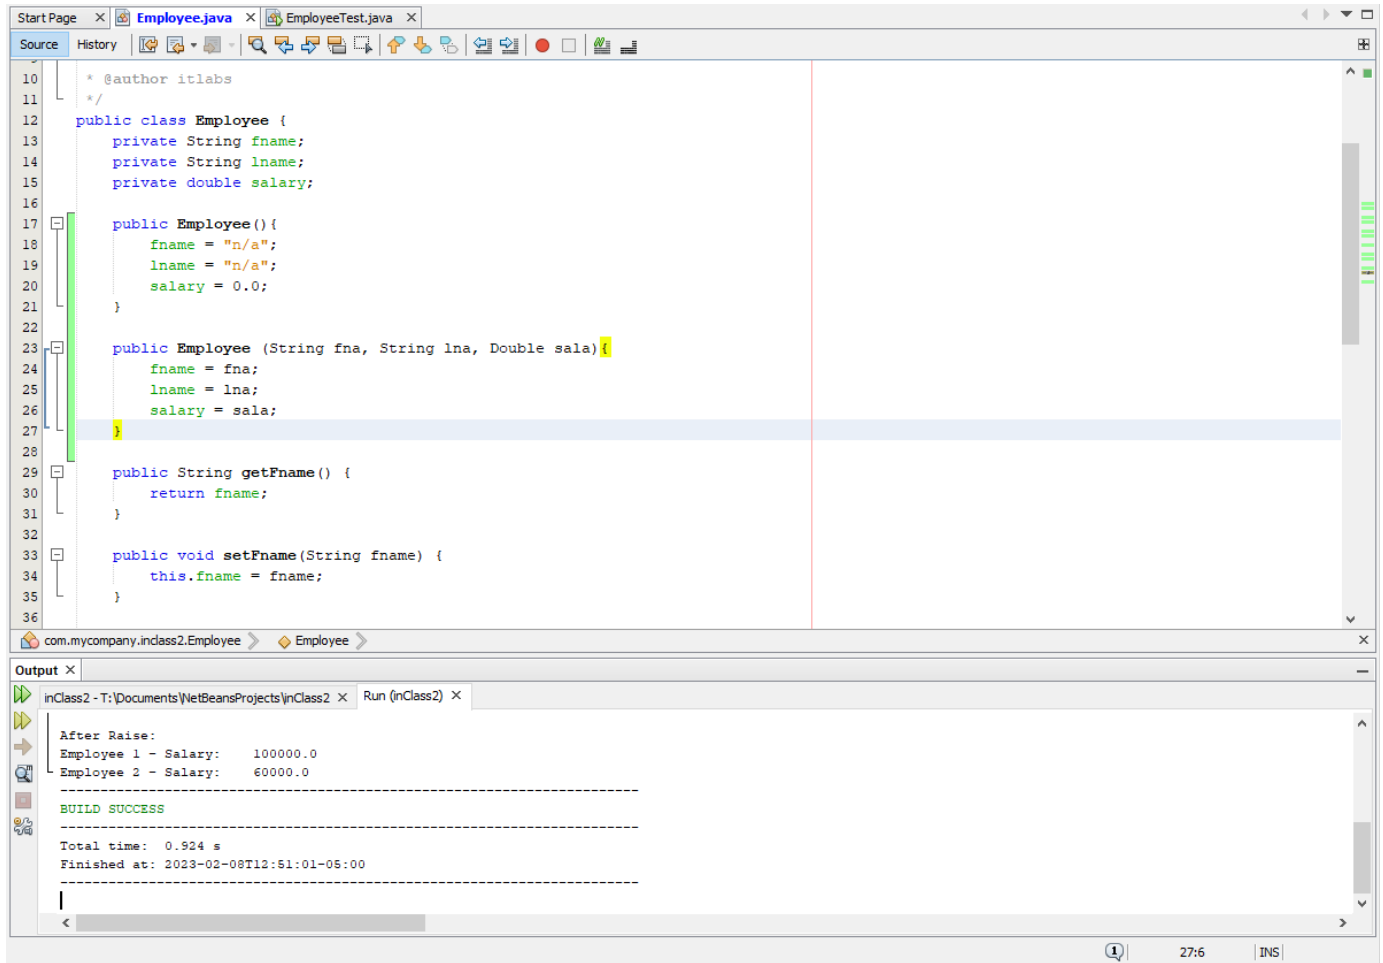 Start Page Employee.java EmployeeTest.java
Source History
10 * @author itlabs
11 */
12 public class Employee {
13 private String fname;
14 private String lname;
15 private double salary;
16
17 public Employee(){
18 fname = "n/a";
19 lname = "n/a";
20 salary = 0.0;
21 }
22
23 public Employee (String fna, String lna, Double sala){
24 fname = fna;
25 lname = lna;
26 salary = sala;
27 }
28
29 public String getFname() {
30 return fname;
31 }
32
33 public void setFname(String fname) {
34 this.fname = fname;
35 }
36
com.mycompany.inclass2.Employee Employee
Output
inClass2 - T:\Documents\NetBeansProjects\inClass2 Run (inClass2)
After Raise:
Employee 1 - Salary: 100000.0
Employee 2 - Salary: 60000.0
------------------------------------------------------------------------
BUILD SUCCESS
------------------------------------------------------------------------
Total time: 0.924 s
Finished at: 2023-02-08T12:51:01-05:00
------------------------------------------------------------------------
1 27:6 INS